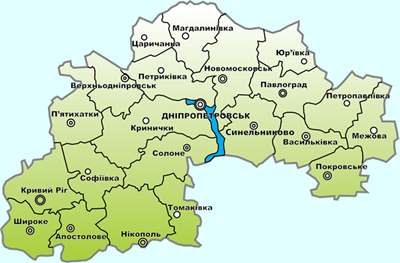 Магдалинівка
Царичанка
Юр'ївка
Новомосковськ
Петриківка
Верхньодніпровськ
Павлоград
Петропавлівка
П'ятихатки
ДНІПРОПЕТРОВСЬК
Кринички
Синельниково
Межова
Васильківка
Солоне
Покровське
Софіївка
Кривий Ріг
Томаківка
Широке
Апостолове
Нікополь